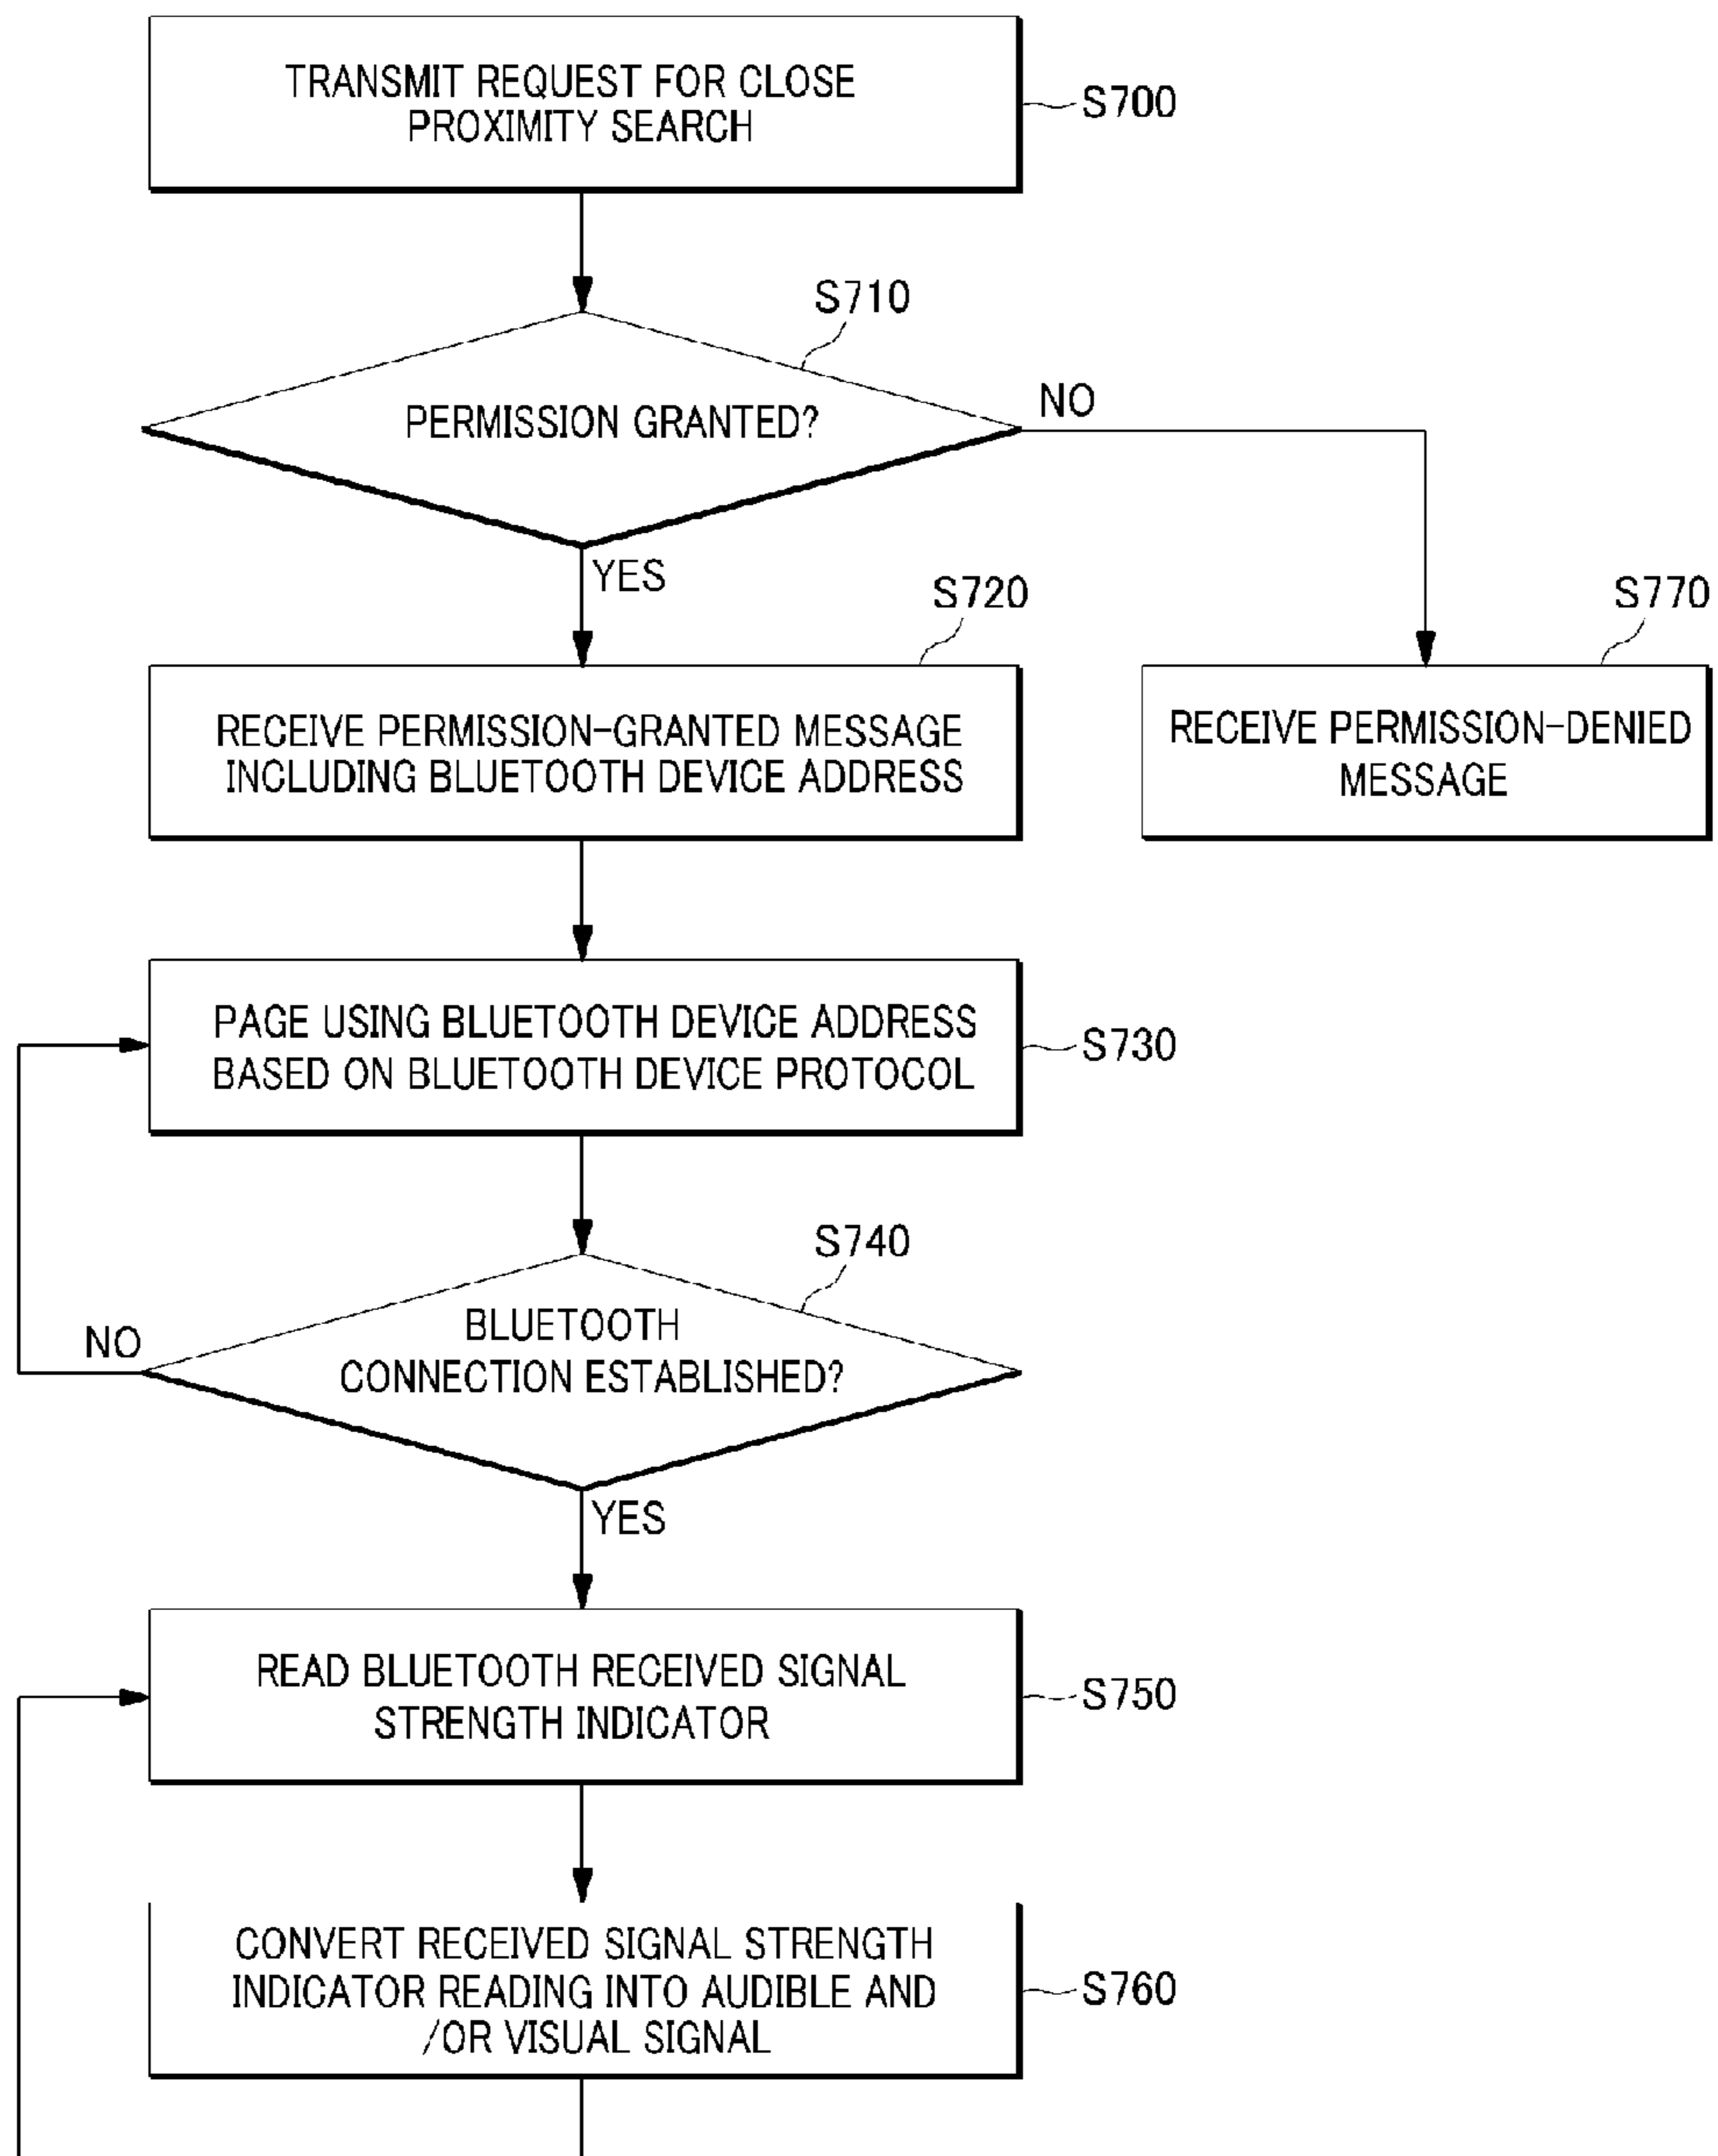 TRANSMIT REQUEST FOR CLOSE
PROXIMITY SEARCH
S700
S710
PERMISSION GRANTED?
NO
YES
S720
S770
RECEIVE PERMISSION-GRANTED MESSAGE
INCLUDING BLUETOOTH DEVICE ADDRESS
RECEIVE PERMISSION-DENIED
MESSAGE
PAGE USING BLUETOOTH DEVICE ADDRESS
BASED ON BLUETOOTH DEVICE PROTOCOL
S730
S740
BLUETOOTH
CONNECTION ESTABLISHED?
NO
YES
READ BLUETOOTH RECEIVED SIGNAL
STRENGTH INDICATOR
S750
CONVERT RECEIVED SIGNAL STRENGTH
INDICATOR READING INTO AUDIBLE AND
/OR VISUAL SIGNAL
S760